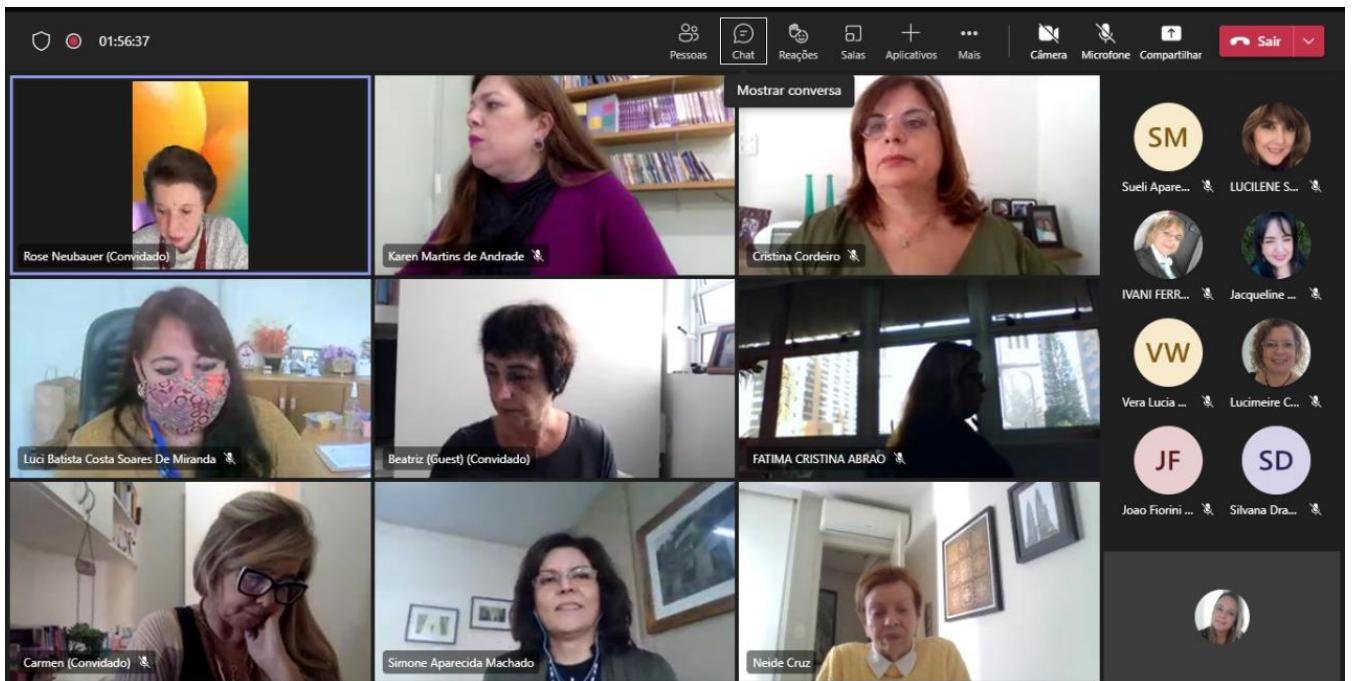 01:56:37
Pessoas
Chat
Reações
Salas
Aplicativos
Mais
Câmera
Microfone
Compartilhar
Sair
Mostrar conversa
Rose Neubauer (Convidado)
Karen Martins de Andrade
Cristina Cordeiro
SM
Sueli Apare...
LUCILENE S...
IVANI FERR...
Jacqueline ...
Luci Batista Costa Soares De Miranda
Beatriz (Guest) (Convidado)
FATIMA CRISTINA ABRAO
VW
Vera Lucia ...
Lucimeire C...
JF
SD
Joao Fiorini ...
Silvana Dra...
Carmen (Convidado)
Simone Aparecida Machado
Neide Cruz